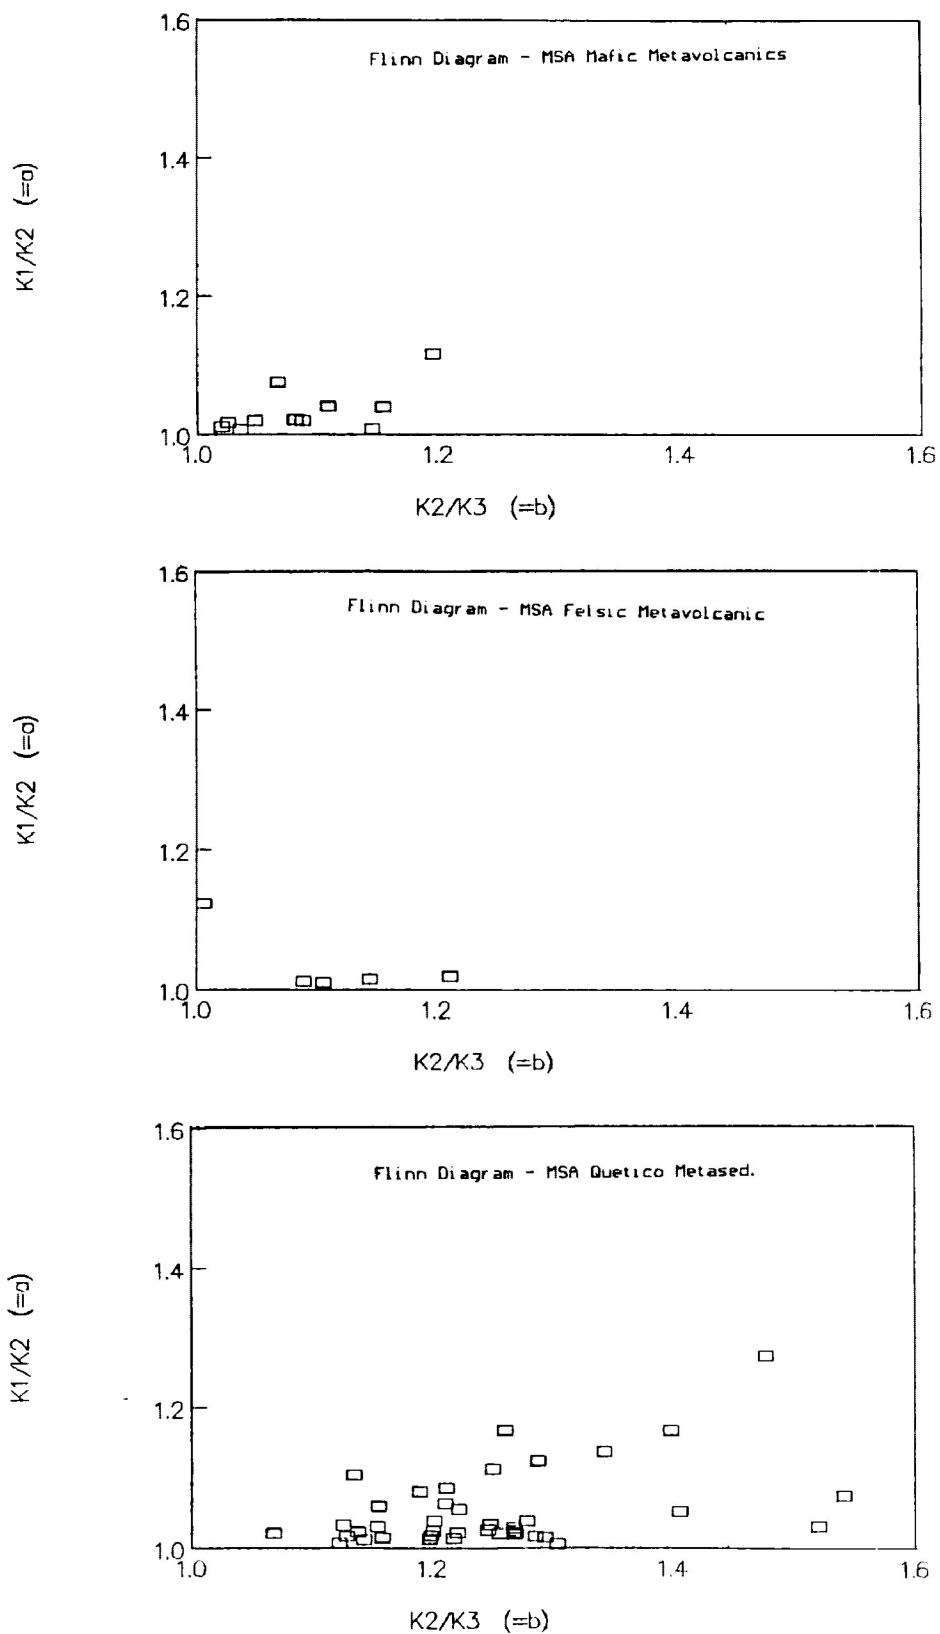 1.6
Flinn Diagram - MSA Mafic Metavolcanics
1.4
K1/K2 (=a)
1.2
1.0
1.0 1.2 1.4 1.6
K2/K3 (=b)
1.6
Flinn Diagram - MSA Felsic Metavolcanic
1.4
K1/K2 (=a)
1.2
1.0
1.0 1.2 1.4 1.6
K2/K3 (=b)
1.6
Flinn Diagram - MSA Quetico Metased.
1.4
K1/K2 (=a)
1.2
1.0
1.0 1.2 1.4 1.6
K2/K3 (=b)